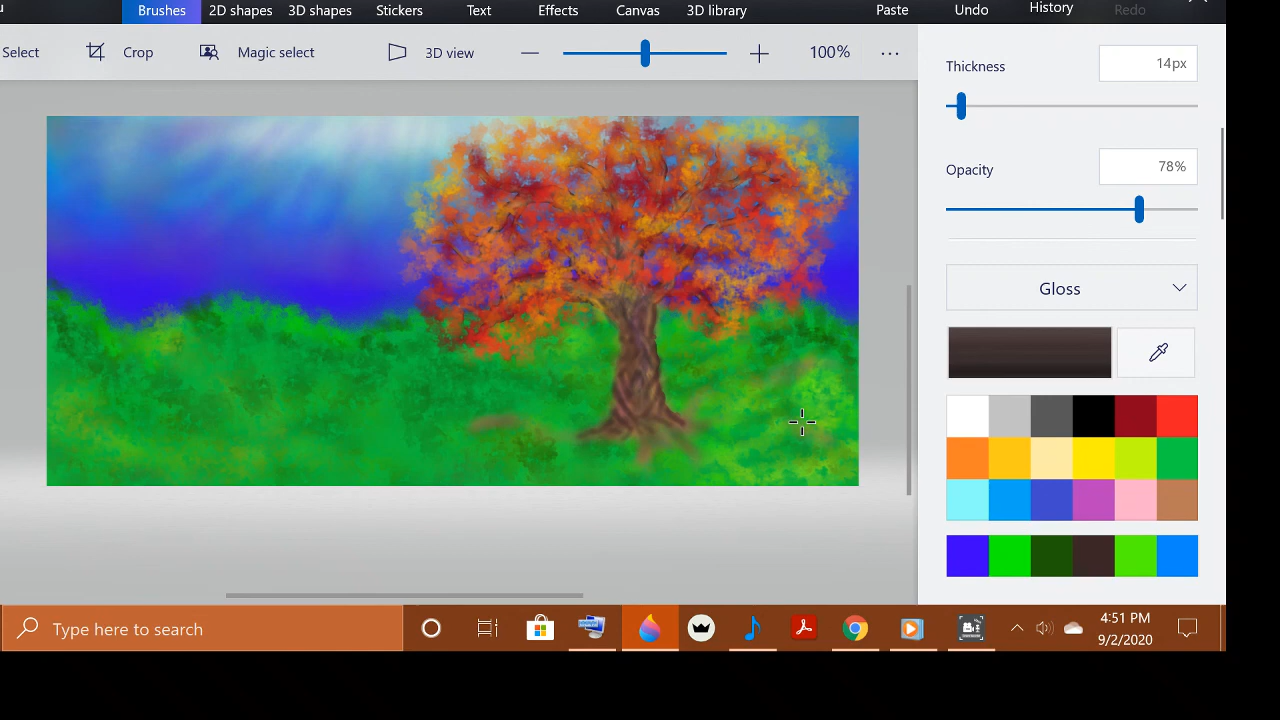 Brushes 2D shapes 3D shapes Stickers Text Effects Canvas 3D library Paste Undo History Redo
Select Crop Magic select 3D view 100%
Thickness 14px
Opacity 78%
Gloss
Type here to search
4:51 PM
9/2/2020